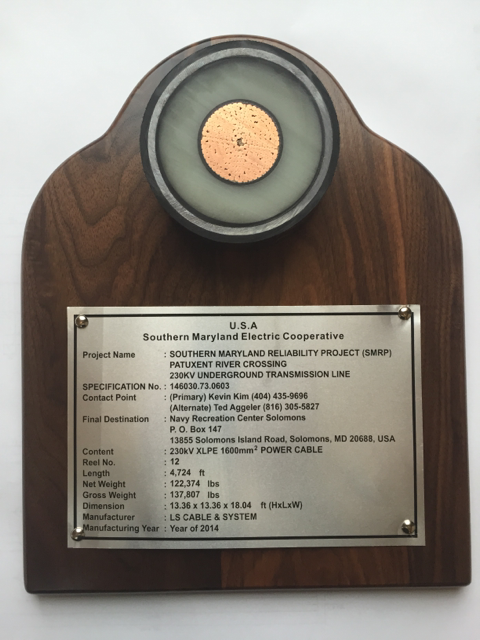 U.S.A
Southern Maryland Electric Cooperative
Project Name : SOUTHERN MARYLAND RELIABILITY PROJECT (SMRP)
PATUXENT RIVER CROSSING
230KV UNDERGROUND TRANSMISSION LINE
SPECIFICATION No. : 146030.73.0603
Contact Point : (Primary) Kevin Kim (404) 435-9696
(Alternate) Ted Aggeler (816) 305-5827
Final Destination : Navy Recreation Center Solomons
P. O. Box 147
13855 Solomons Island Road, Solomons, MD 20688, USA
Content : 230kV XLPE 1600mm² POWER CABLE
Reel No. : 12
Length : 4,724 ft
Net Weight : 122,374 lbs
Gross Weight : 137,807 lbs
Dimension : 13.36 x 13.36 x 18.04 ft (HxLxW)
Manufacturer : LS CABLE & SYSTEM
Manufacturing Year : Year of 2014